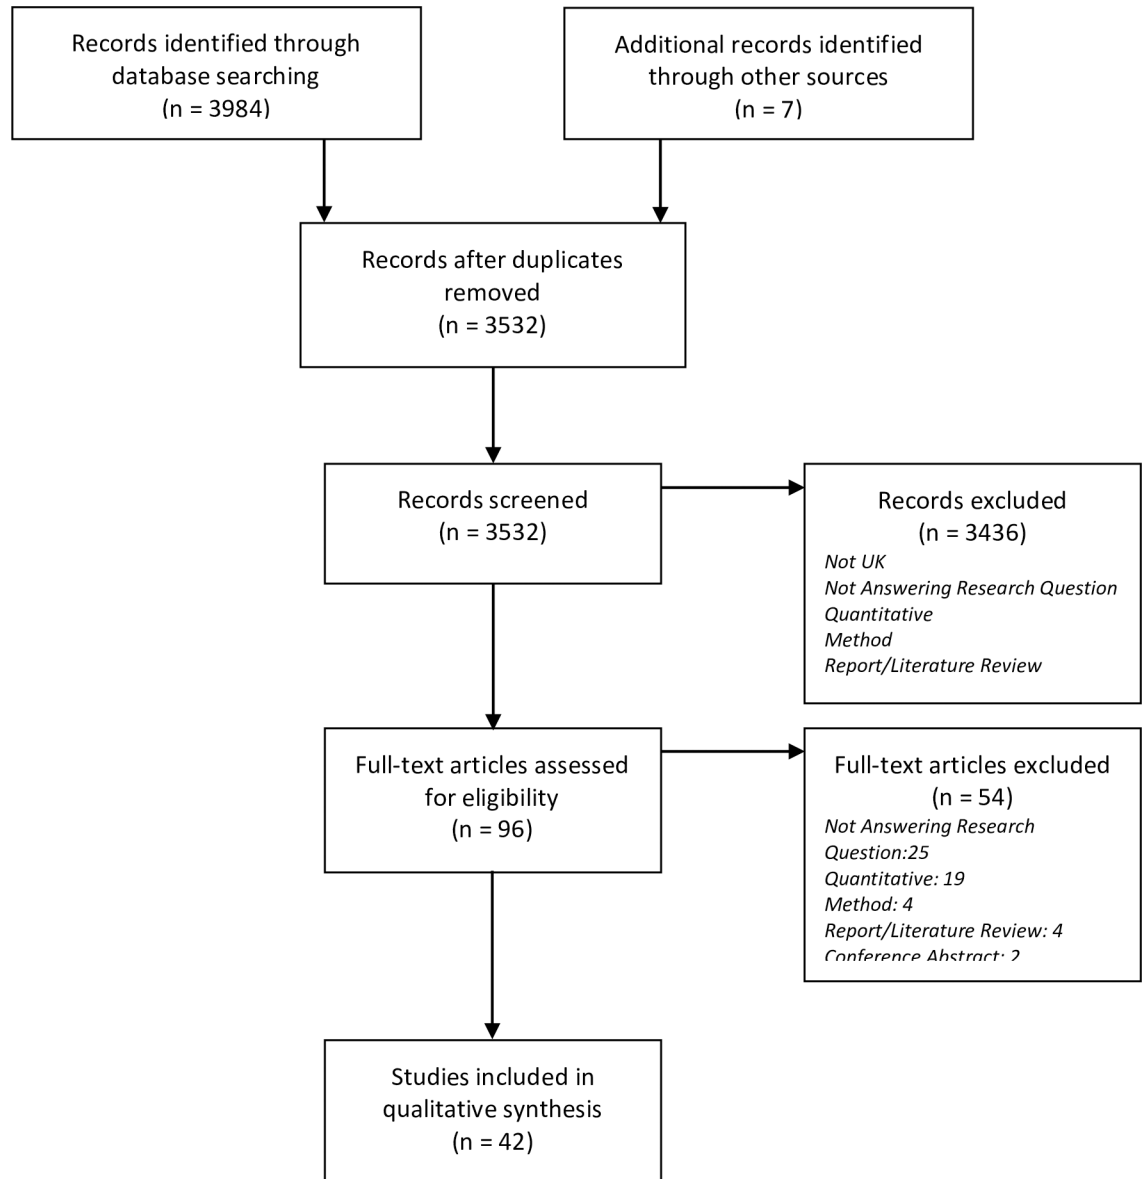 Records identified through
database searching
(n = 3984)
Additional records identified
through other sources
(n = 7)
Records after duplicates
removed
(n = 3532)
Records screened
(n = 3532)
Records excluded
(n = 3436)
Not UK
Not Answering Research Question
Quantitative
Method
Report/Literature Review
Full-text articles assessed
for eligibility
(n = 96)
Full-text articles excluded
(n = 54)
Not Answering Research
Question:25
Quantitative: 19
Method: 4
Report/Literature Review: 4
Conference Abstract: 2
Studies included in
qualitative synthesis
(n = 42)